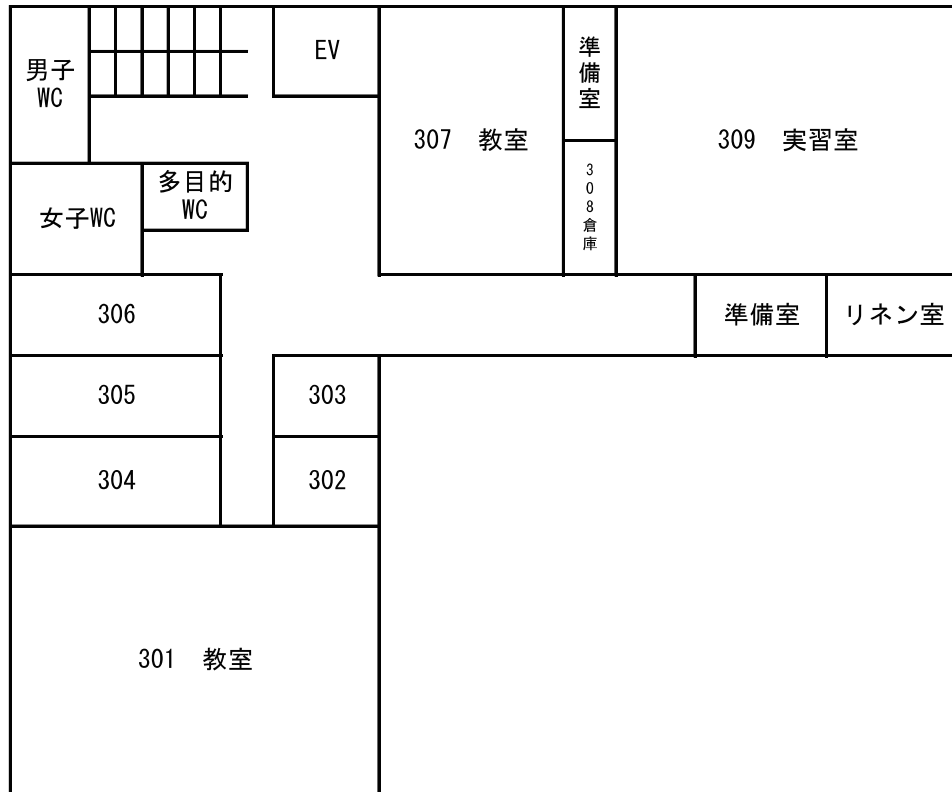 男子
WC
EV
準備室
307　教室
309　実習室
308倉庫
多目的
WC
女子WC
306
準備室
リネン室
305
303
304
302
301　教室